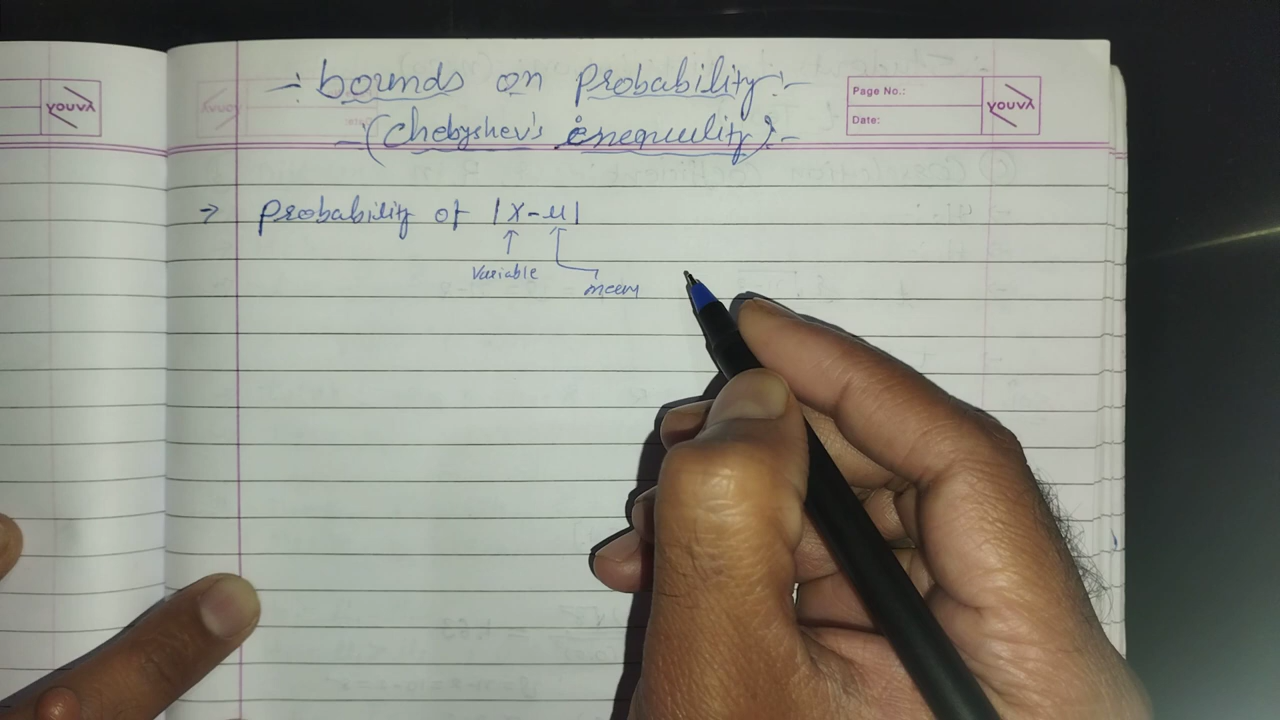 -: bounds on Probability :-
-(Chebyshev's inequality)-
Page No.:
Date:
YOUVA
YOUVA
→ Probability of |X-μ|
Variable
mean